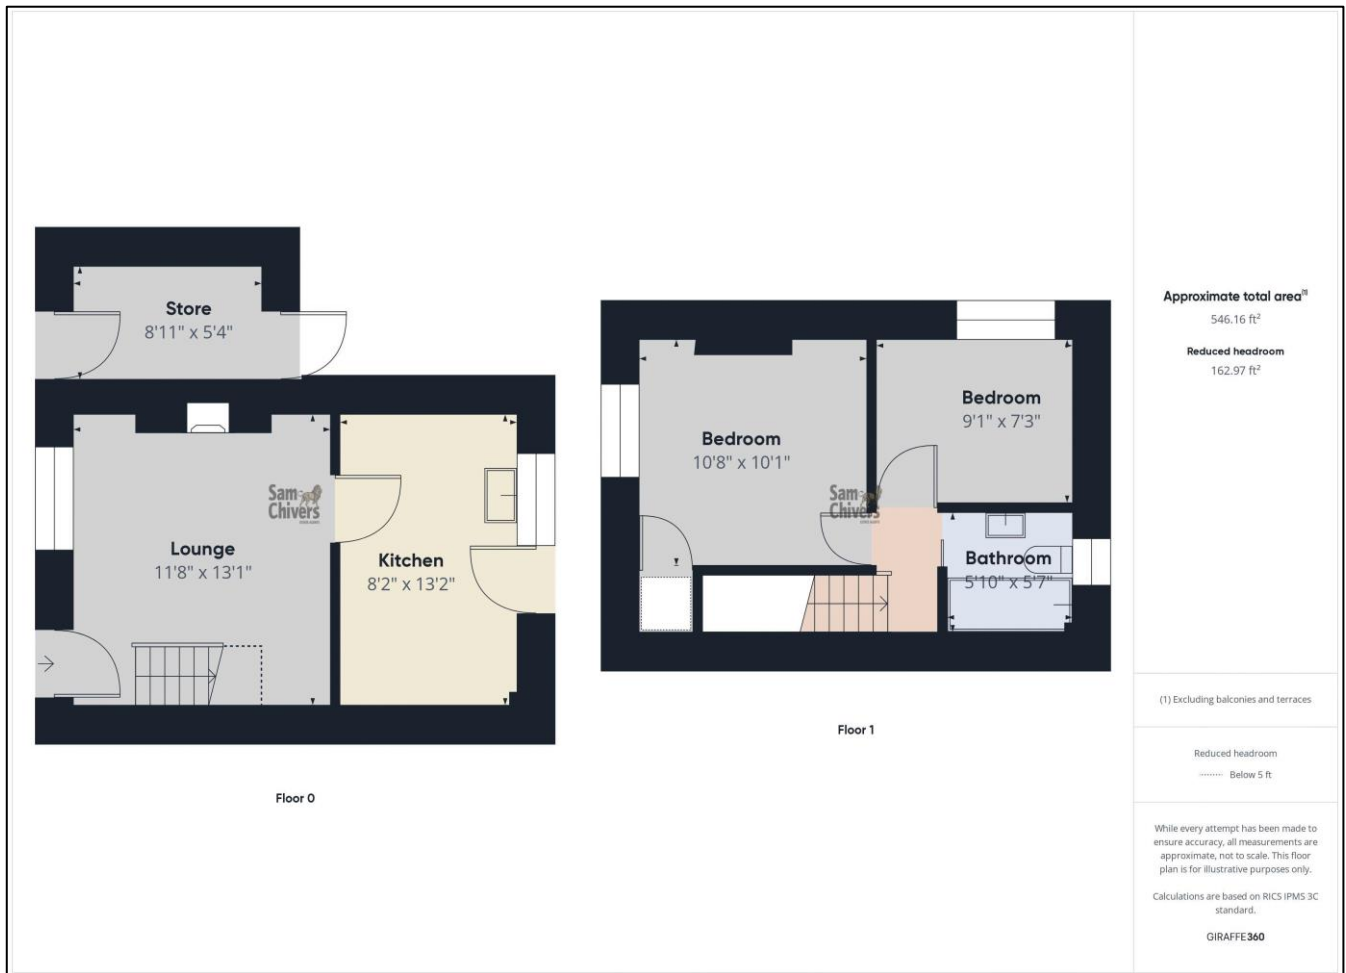 Store
8'11" x 5'4"
Sam
Chivers
Lounge
11'8" x 13'1"
Kitchen
8'2" x 13'2"
Floor 0
Bedroom
10'8" x 10'1"
Bedroom
9'1" x 7'3"
Sam
Chivers
Bathroom
5'10" x 5'7"
Floor 1
Approximate total area(1)
546.16 ft²
Reduced headroom
162.97 ft²
(1) Excluding balconies and terraces
Reduced headroom
Below 5 ft
While every attempt has been made to
ensure accuracy, all measurements are
approximate, not to scale. This floor
plan is for illustrative purposes only.
Calculations are based on RICS IPMS 3C
standard.
GIRAFFE360